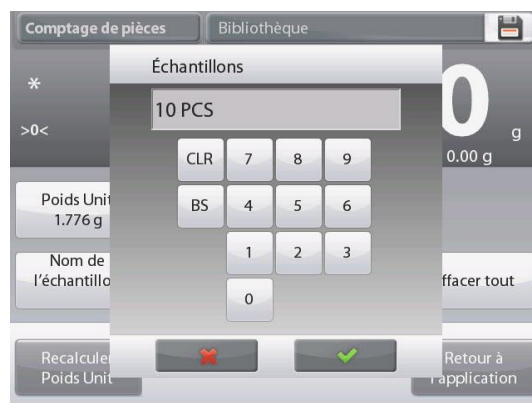 Comptage de pièces
Bibliothèque
Échantillons
*
10 PCS
>0<
0
g
0.00 g
CLR 7 8 9
Poids Unit
1.776 g
BS 4 5 6
1 2 3
Nom de
l'échantillo
ffacer tout
0
Recalculer
Poids Unit
Retour à
l'application